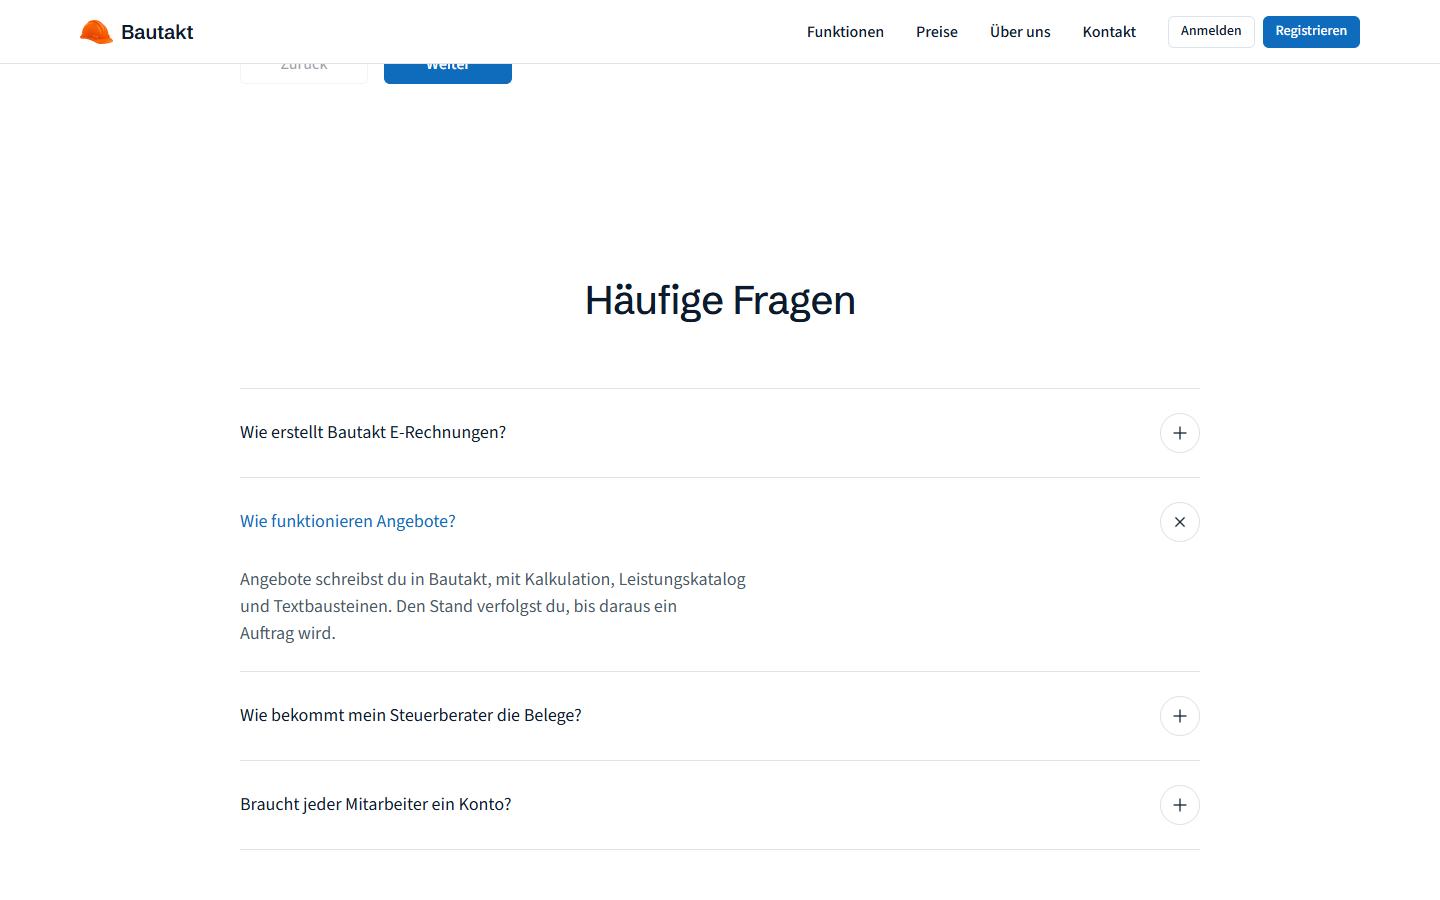 Bautakt
Funktionen
Preise
Über uns
Kontakt
Anmelden
Registrieren
Zurück
Weiter
Häufige Fragen
Wie erstellt Bautakt E-Rechnungen?
Wie funktionieren Angebote?
Angebote schreibst du in Bautakt, mit Kalkulation, Leistungskatalog
und Textbausteinen. Den Stand verfolgst du, bis daraus ein
Auftrag wird.
Wie bekommt mein Steuerberater die Belege?
Braucht jeder Mitarbeiter ein Konto?